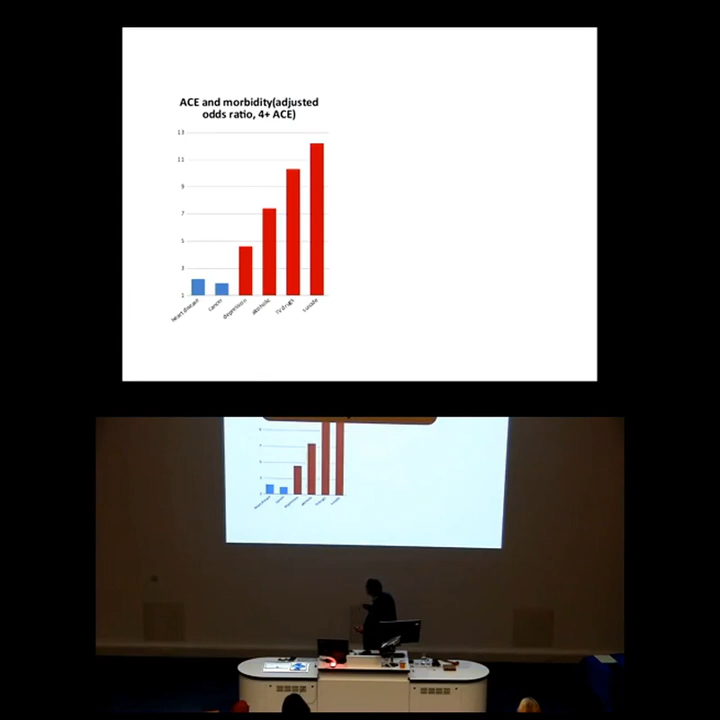 ACE and morbidity(adjusted
odds ratio, 4+ ACE)
13
11
9
7
5
3
1
heart disease
cancer
depression
alcoholic
IV drugs
suicide